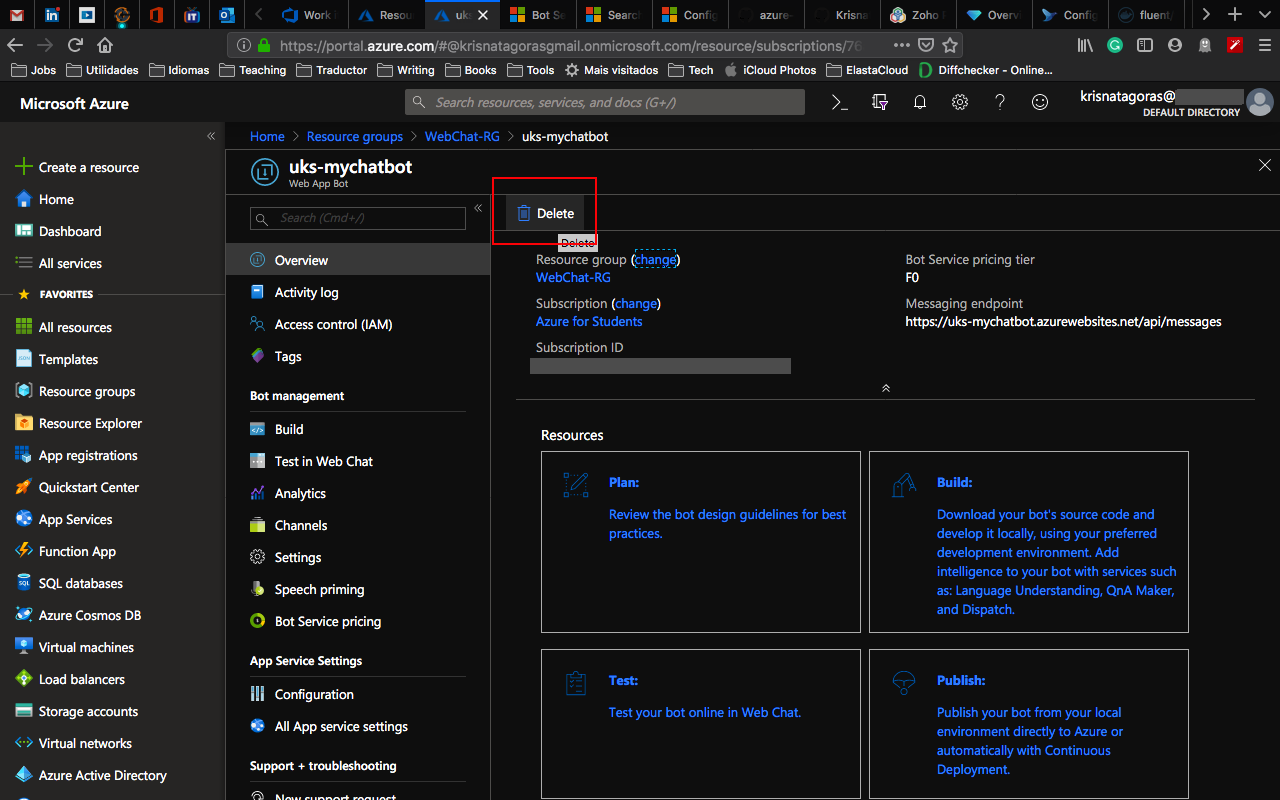 Work
Resou
uks
Bot Se
Search
Config
azure-
Krisna
Zoho
Overv
Config
fluent/
https://portal.azure.com/#@krisnatagorasgmail.onmicrosoft.com/resource/subscriptions/76
Jobs Utilidades Idiomas Teaching Traductor Writing Books Tools Mais visitados Tech iCloud Photos ElastaCloud Diffchecker - Online...
Microsoft Azure
Search resources, services, and docs (G+/)
krisnatagoras@
DEFAULT DIRECTORY
Create a resource
Home
Dashboard
All services
FAVORITES
All resources
Templates
Resource groups
Resource Explorer
App registrations
Quickstart Center
App Services
Function App
SQL databases
Azure Cosmos DB
Virtual machines
Load balancers
Storage accounts
Virtual networks
Azure Active Directory
Home > Resource groups > WebChat-RG > uks-mychatbot
uks-mychatbot
Web App Bot
Search (Cmd+/)
Overview
Activity log
Access control (IAM)
Tags
Bot management
Build
Test in Web Chat
Analytics
Channels
Settings
Speech priming
Bot Service pricing
App Service Settings
Configuration
All App service settings
Support + troubleshooting
New support request
Delete
Delete
Resource group (change)
WebChat-RG
Subscription (change)
Azure for Students
Subscription ID
Bot Service pricing tier
F0
Messaging endpoint
https://uks-mychatbot.azurewebsites.net/api/messages
Resources
Plan:
Review the bot design guidelines for best
practices.
Build:
Download your bot's source code and
develop it locally, using your preferred
development environment. Add
intelligence to your bot with services such
as: Language Understanding, QnA Maker,
and Dispatch.
Test:
Test your bot online in Web Chat.
Publish:
Publish your bot from your local
environment directly to Azure or
automatically with Continuous
Deployment.